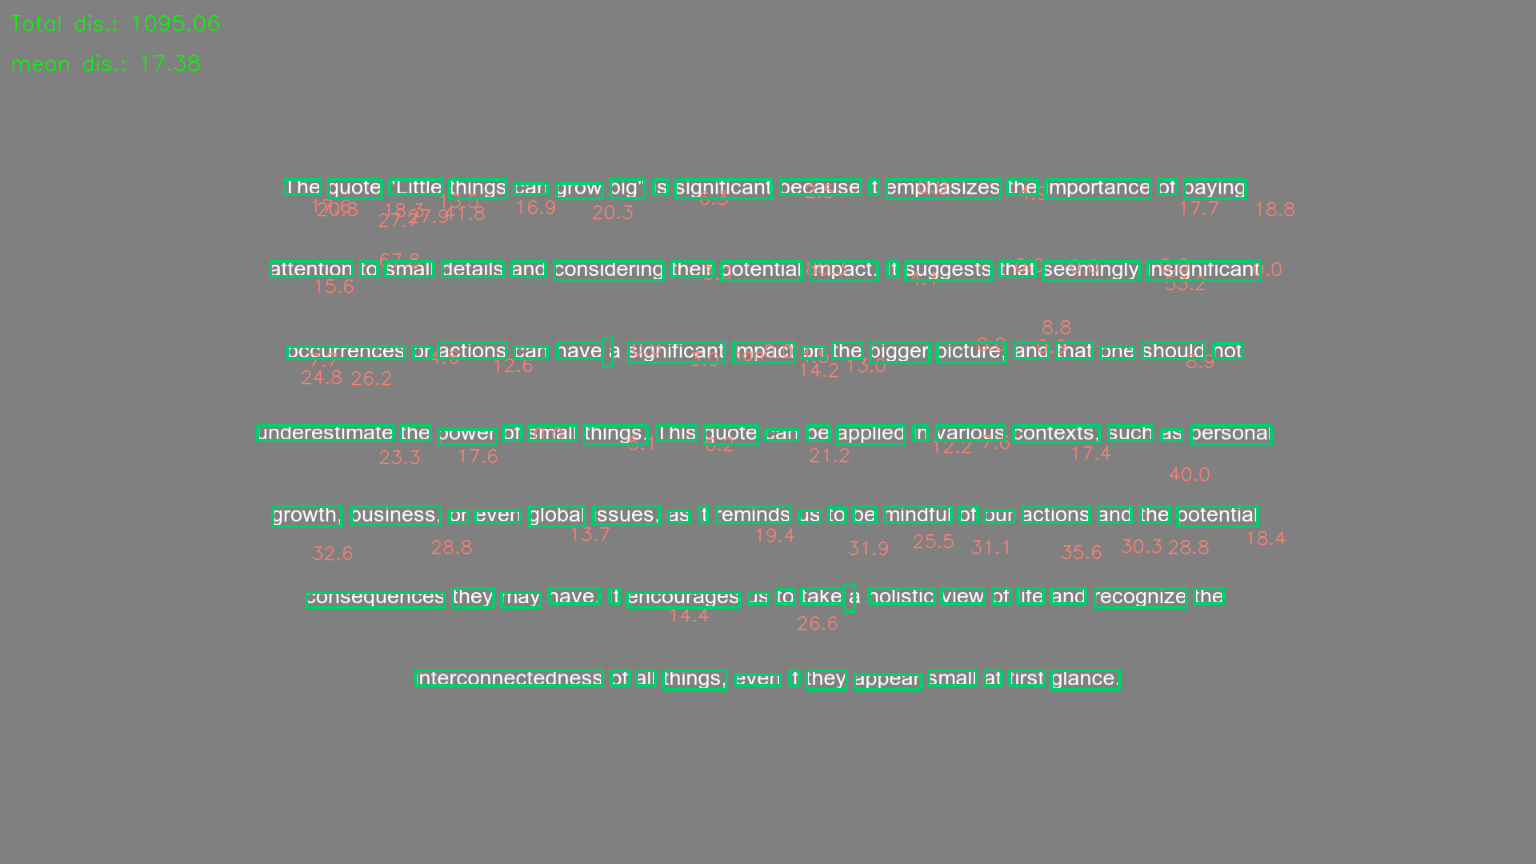 Total dis.: 1095.06
mean dis.: 17.38
The quote "Little things can grow big" is significant because it emphasizes the importance of paying
20.8 27.9 41.8 16.9 20.3 17.7 18.8
attention to small details and considering their potential impact. It suggests that seemingly insignificant
67.8 15.6 53.2
occurrences or actions can have a significant impact on the bigger picture, and that one should not
8.8 24.8 26.2 12.6 14.2 13.0 8.9
underestimate the power of small things. This quote can be applied in various contexts, such as personal
23.3 17.6 21.2 12.2 7.6 17.4 40.0
growth, business, or even global issues, as it reminds us to be mindful of our actions and the potential
32.6 28.8 13.7 19.4 31.9 25.5 31.1 35.6 30.3 28.8 18.4
consequences they may have. It encourages us to take a holistic view of life and recognize the
14.4 26.6
interconnectedness of all things, even if they appear small at first glance.